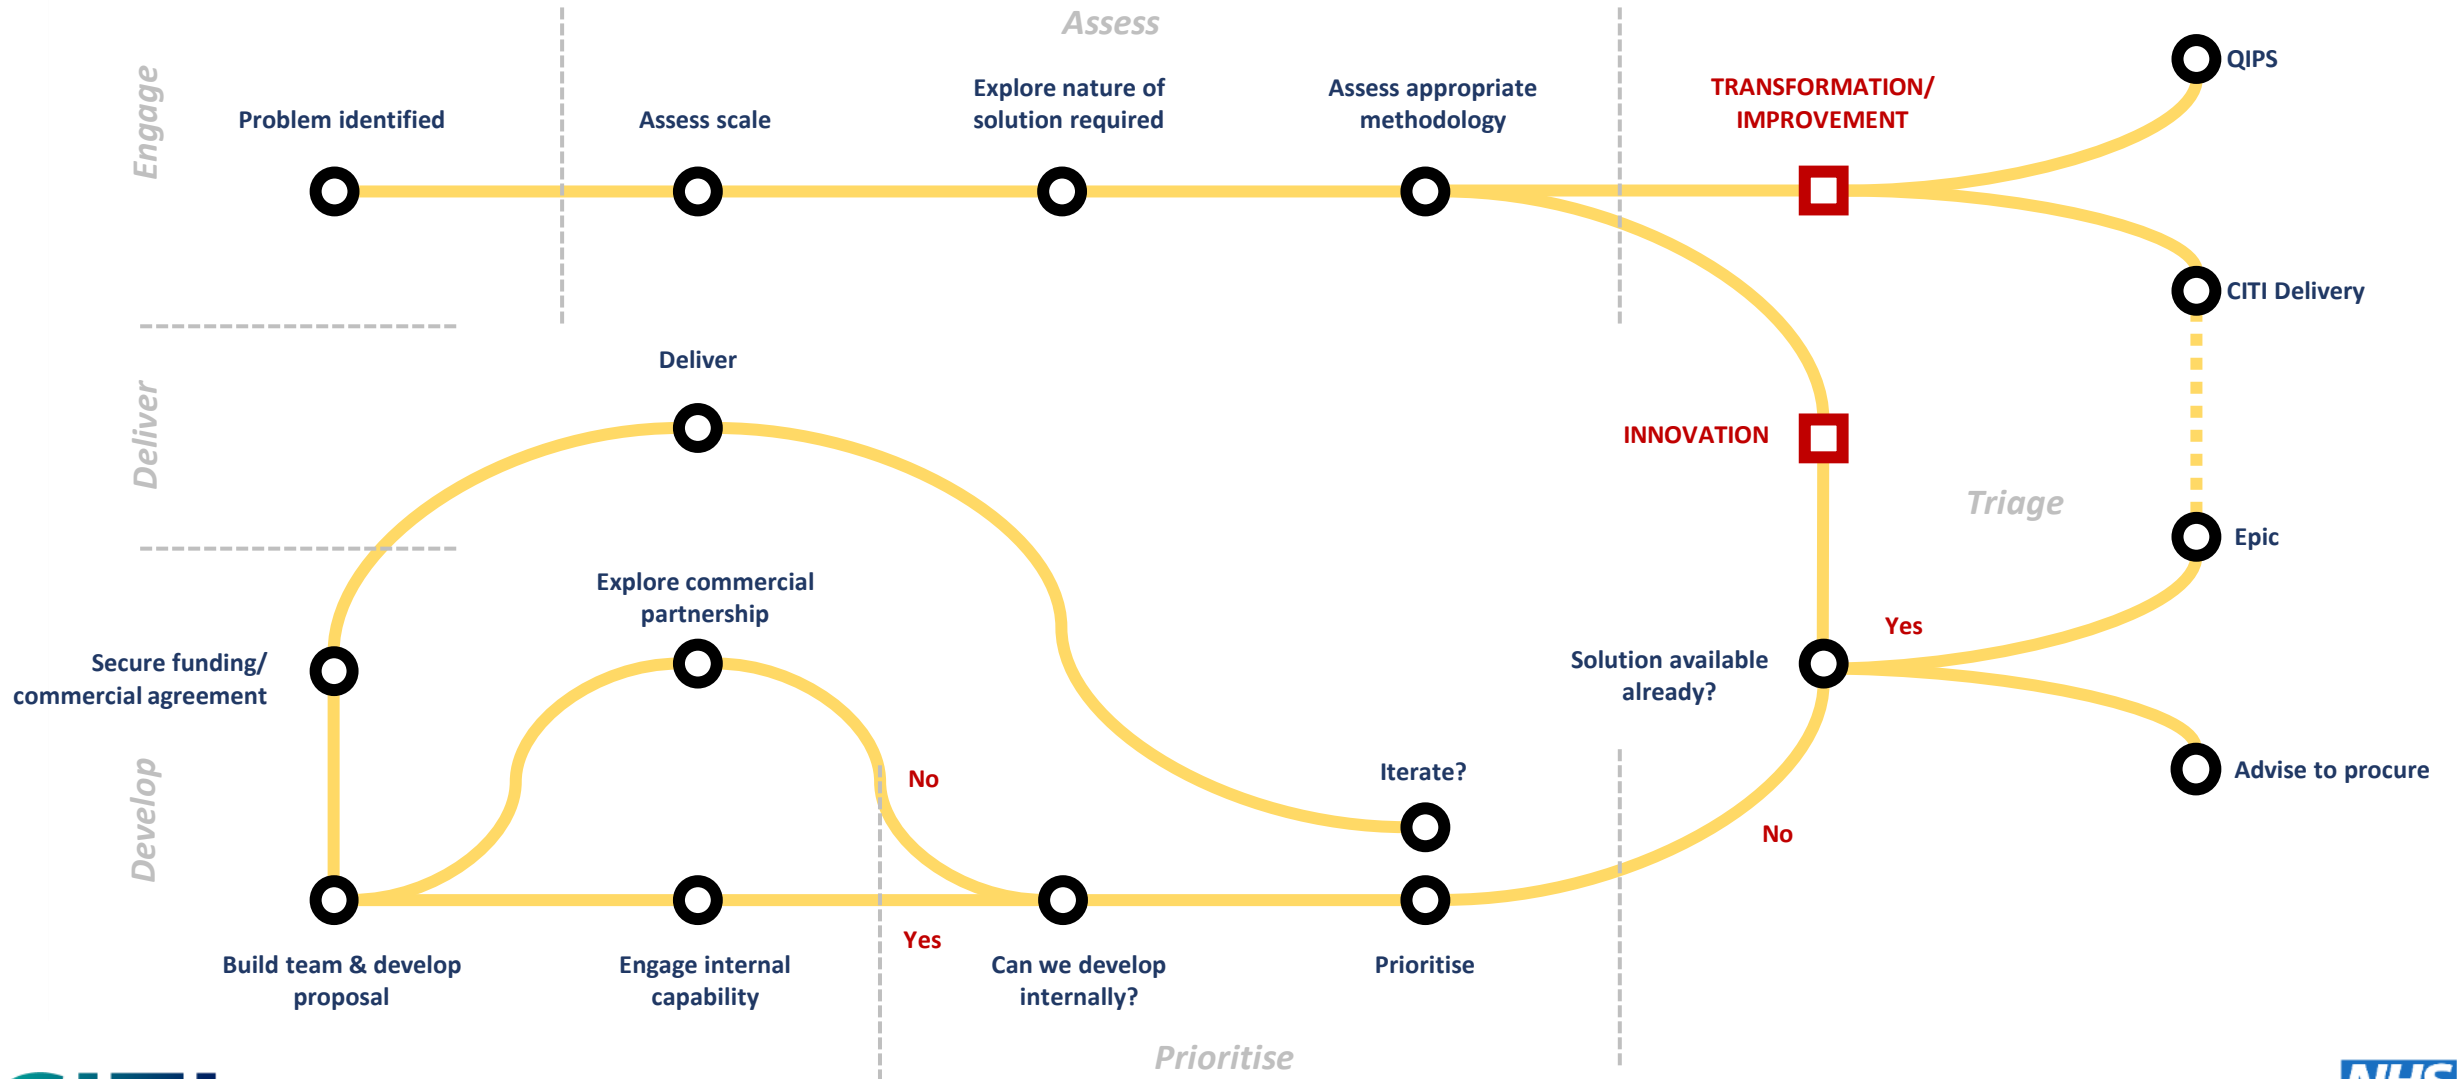 Assess
Engage
Problem identified
Assess scale
Explore nature of
solution required
Assess appropriate
methodology
TRANSFORMATION/
IMPROVEMENT
QIPS
CITI Delivery
Deliver
Deliver
INNOVATION
Triage
Epic
Explore commercial
partnership
Yes
Secure funding/
commercial agreement
Solution available
already?
Develop
No
Iterate?
Advise to procure
No
Yes
Build team & develop
proposal
Engage internal
capability
Can we develop
internally?
Prioritise
Prioritise
NHS